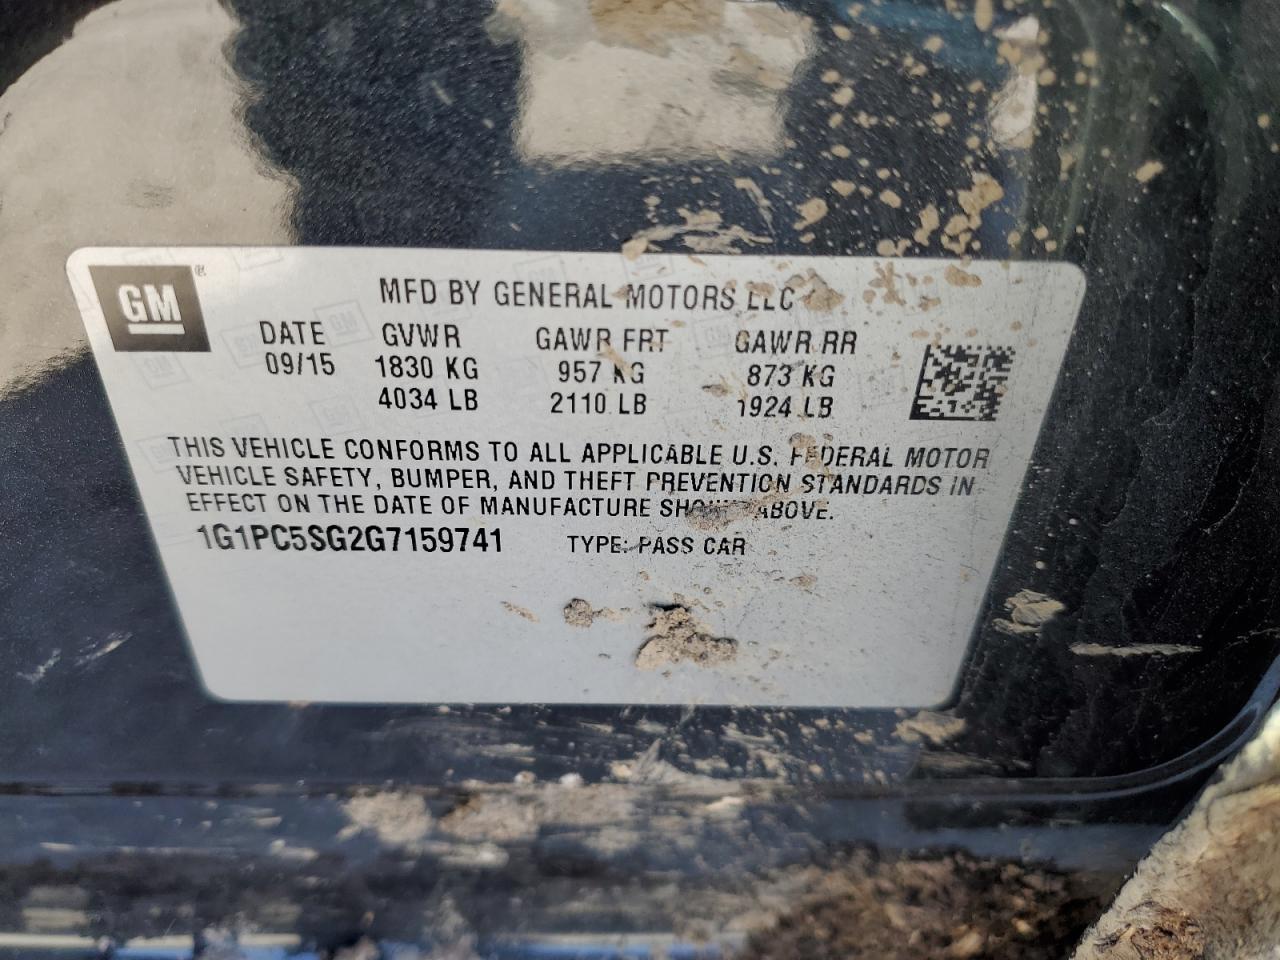 GM®
MFD BY GENERAL MOTORS LLC
DATE GVWR GAWR FRT GAWR RR
09/15 1830 KG 957 KG 873 KG
4034 LB 2110 LB 1924 LB
THIS VEHICLE CONFORMS TO ALL APPLICABLE U.S. FEDERAL MOTOR
VEHICLE SAFETY, BUMPER, AND THEFT PREVENTION STANDARDS IN
EFFECT ON THE DATE OF MANUFACTURE SHOWN ABOVE.
1G1PC5SG2G7159741 TYPE: PASS CAR